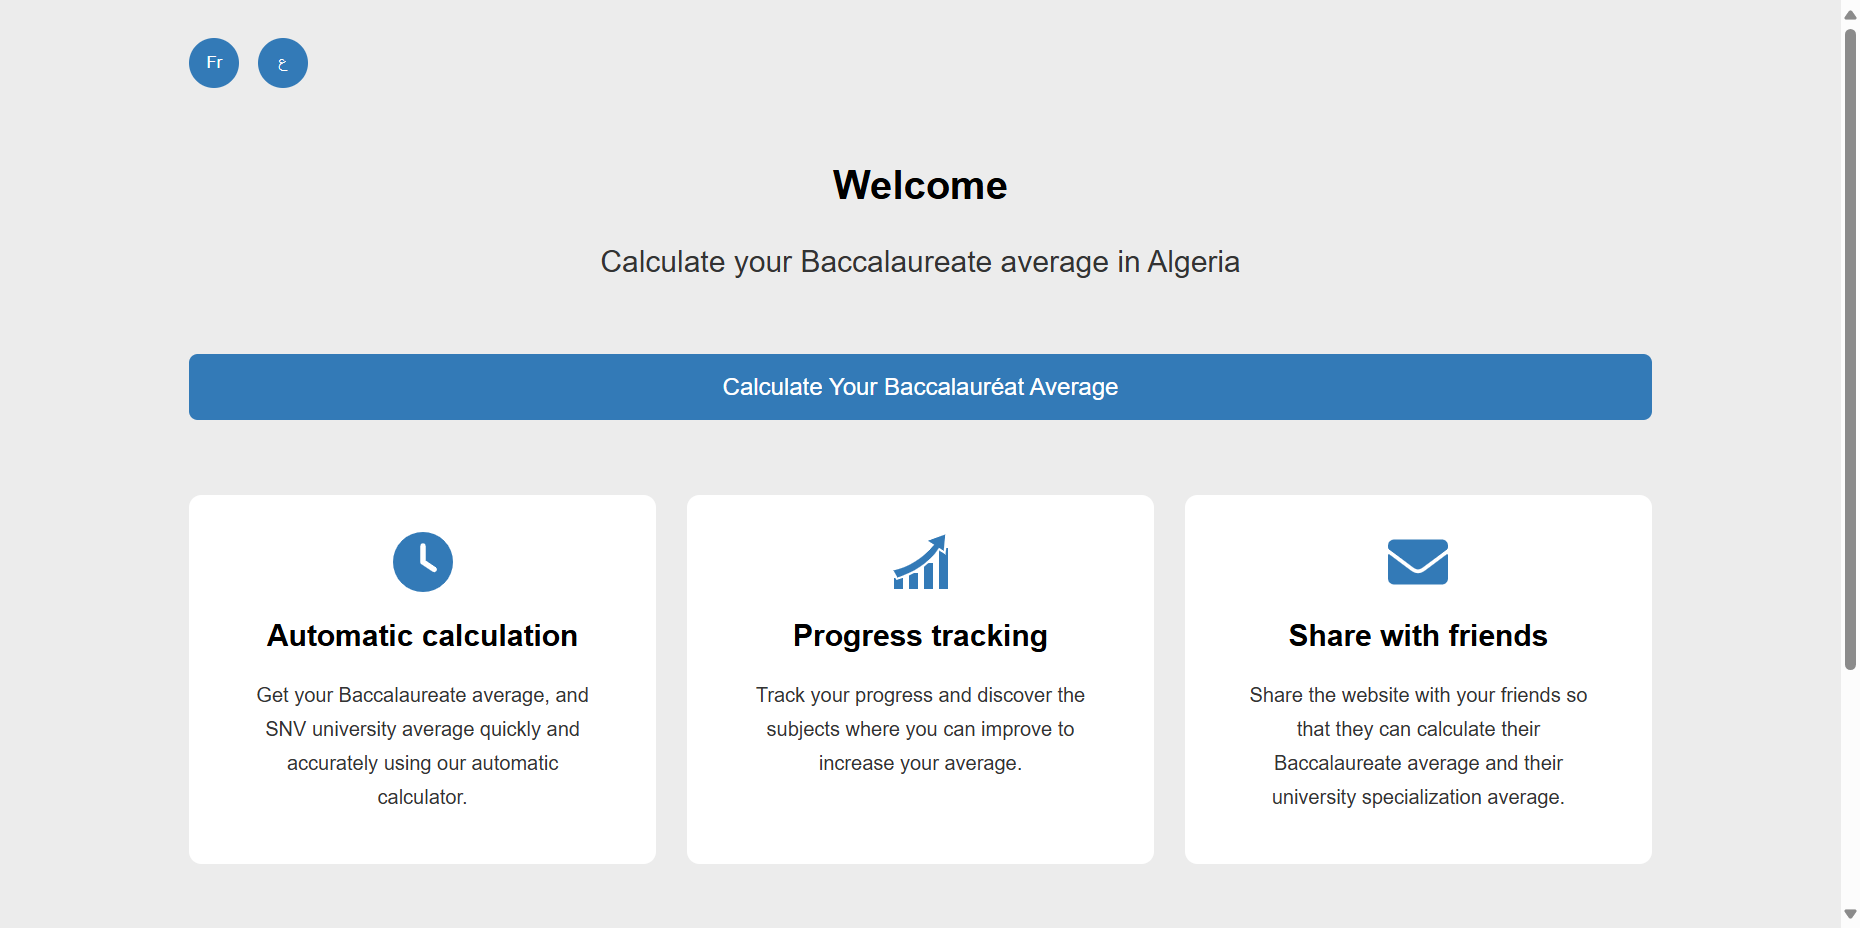 Fr
ع
Welcome
Calculate your Baccalaureate average in Algeria
Calculate Your Baccalauréat Average
Automatic calculation
Get your Baccalaureate average, and
SNV university average quickly and
accurately using our automatic
calculator.
Progress tracking
Track your progress and discover the
subjects where you can improve to
increase your average.
Share with friends
Share the website with your friends so
that they can calculate their
Baccalaureate average and their
university specialization average.